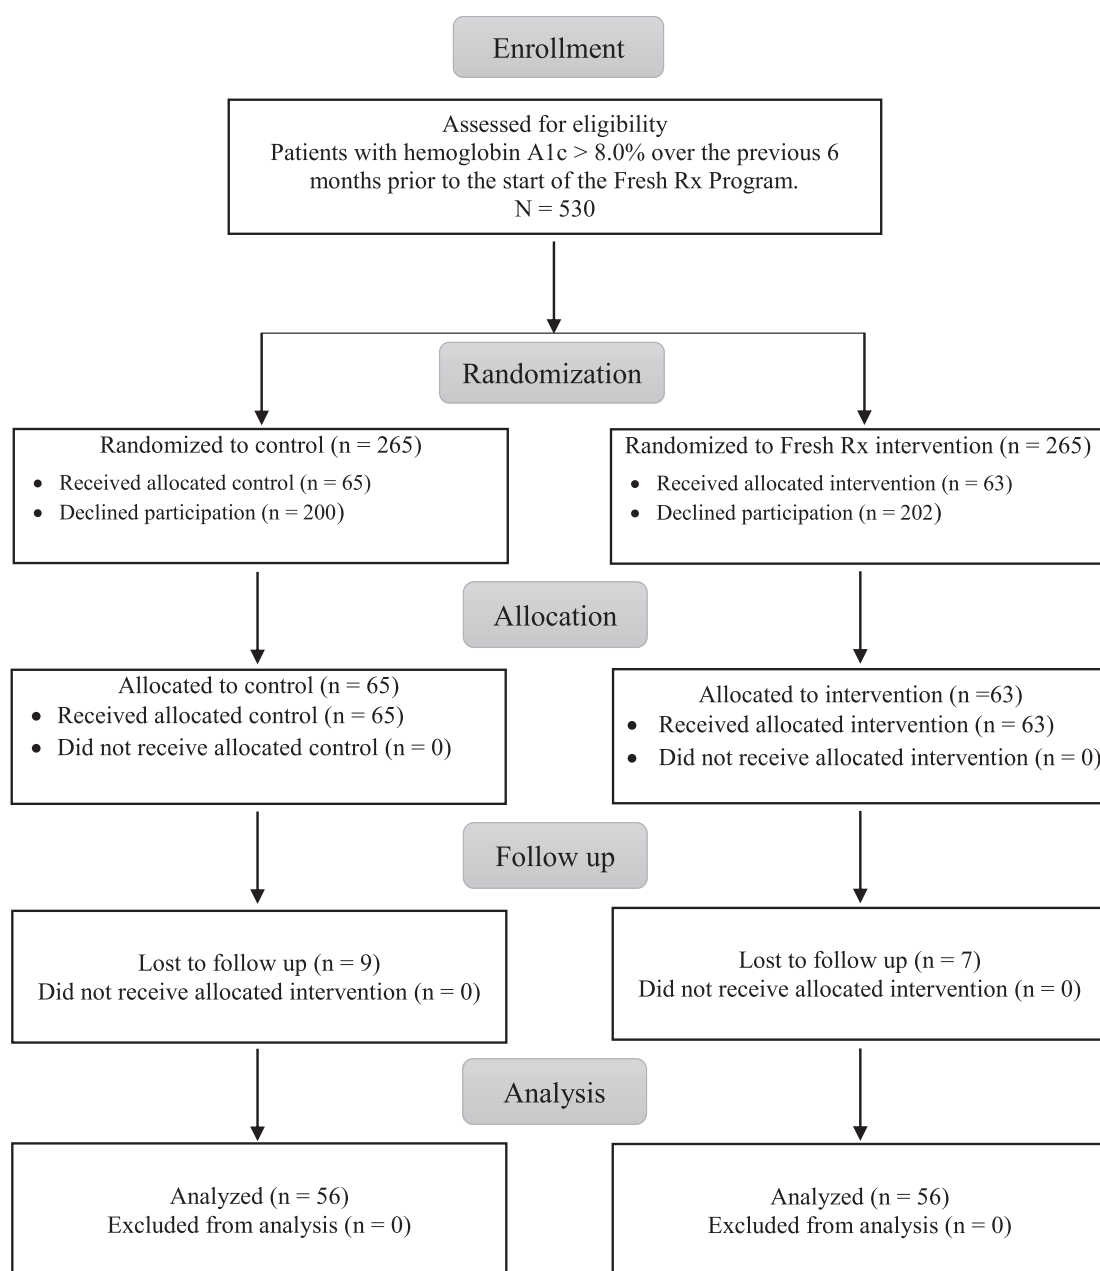 Enrollment
Assessed for eligibility
Patients with hemoglobin A1c > 8.0% over the previous 6
months prior to the start of the Fresh Rx Program.
N = 530
Randomization
Randomized to control (n = 265)
• Received allocated control (n = 65)
• Declined participation (n = 200)
Randomized to Fresh Rx intervention (n = 265)
• Received allocated intervention (n = 63)
• Declined participation (n = 202)
Allocation
Allocated to control (n = 65)
• Received allocated control (n = 65)
• Did not receive allocated control (n = 0)
Allocated to intervention (n =63)
• Received allocated intervention (n = 63)
• Did not receive allocated intervention (n = 0)
Follow up
Lost to follow up (n = 9)
Did not receive allocated intervention (n = 0)
Lost to follow up (n = 7)
Did not receive allocated intervention (n = 0)
Analysis
Analyzed (n = 56)
Excluded from analysis (n = 0)
Analyzed (n = 56)
Excluded from analysis (n = 0)